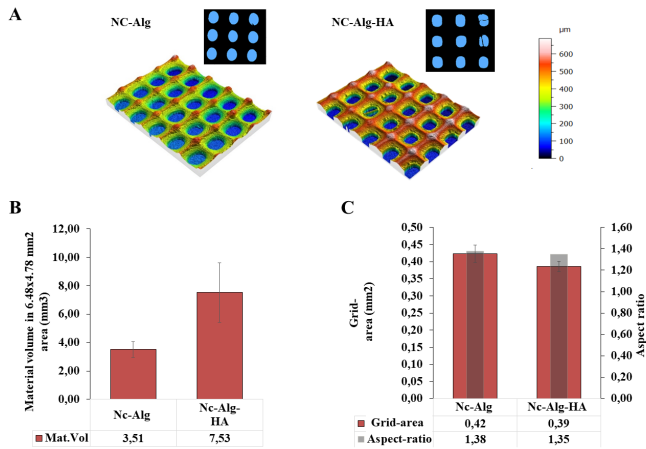 A
NC-Alg
NC-Alg-HA
µm
600
500
400
300
200
100
0
B
Material volume in 6.48x4.78 mm2
area (mm3)
12,00
10,00
8,00
6,00
4,00
2,00
0,00
Nc-Alg
Nc-Alg-
HA
Mat.Vol 3,51 7,53
C
Grid-
area (mm2)
0,50
0,45
0,40
0,35
0,30
0,25
0,20
0,15
0,10
0,05
0,00
1,60
1,40
1,20
1,00
0,80
0,60
0,40
0,20
0,00
Aspect ratio
Nc-Alg Nc-Alg-HA
Grid-area 0,42 0,39
Aspect-ratio 1,38 1,35